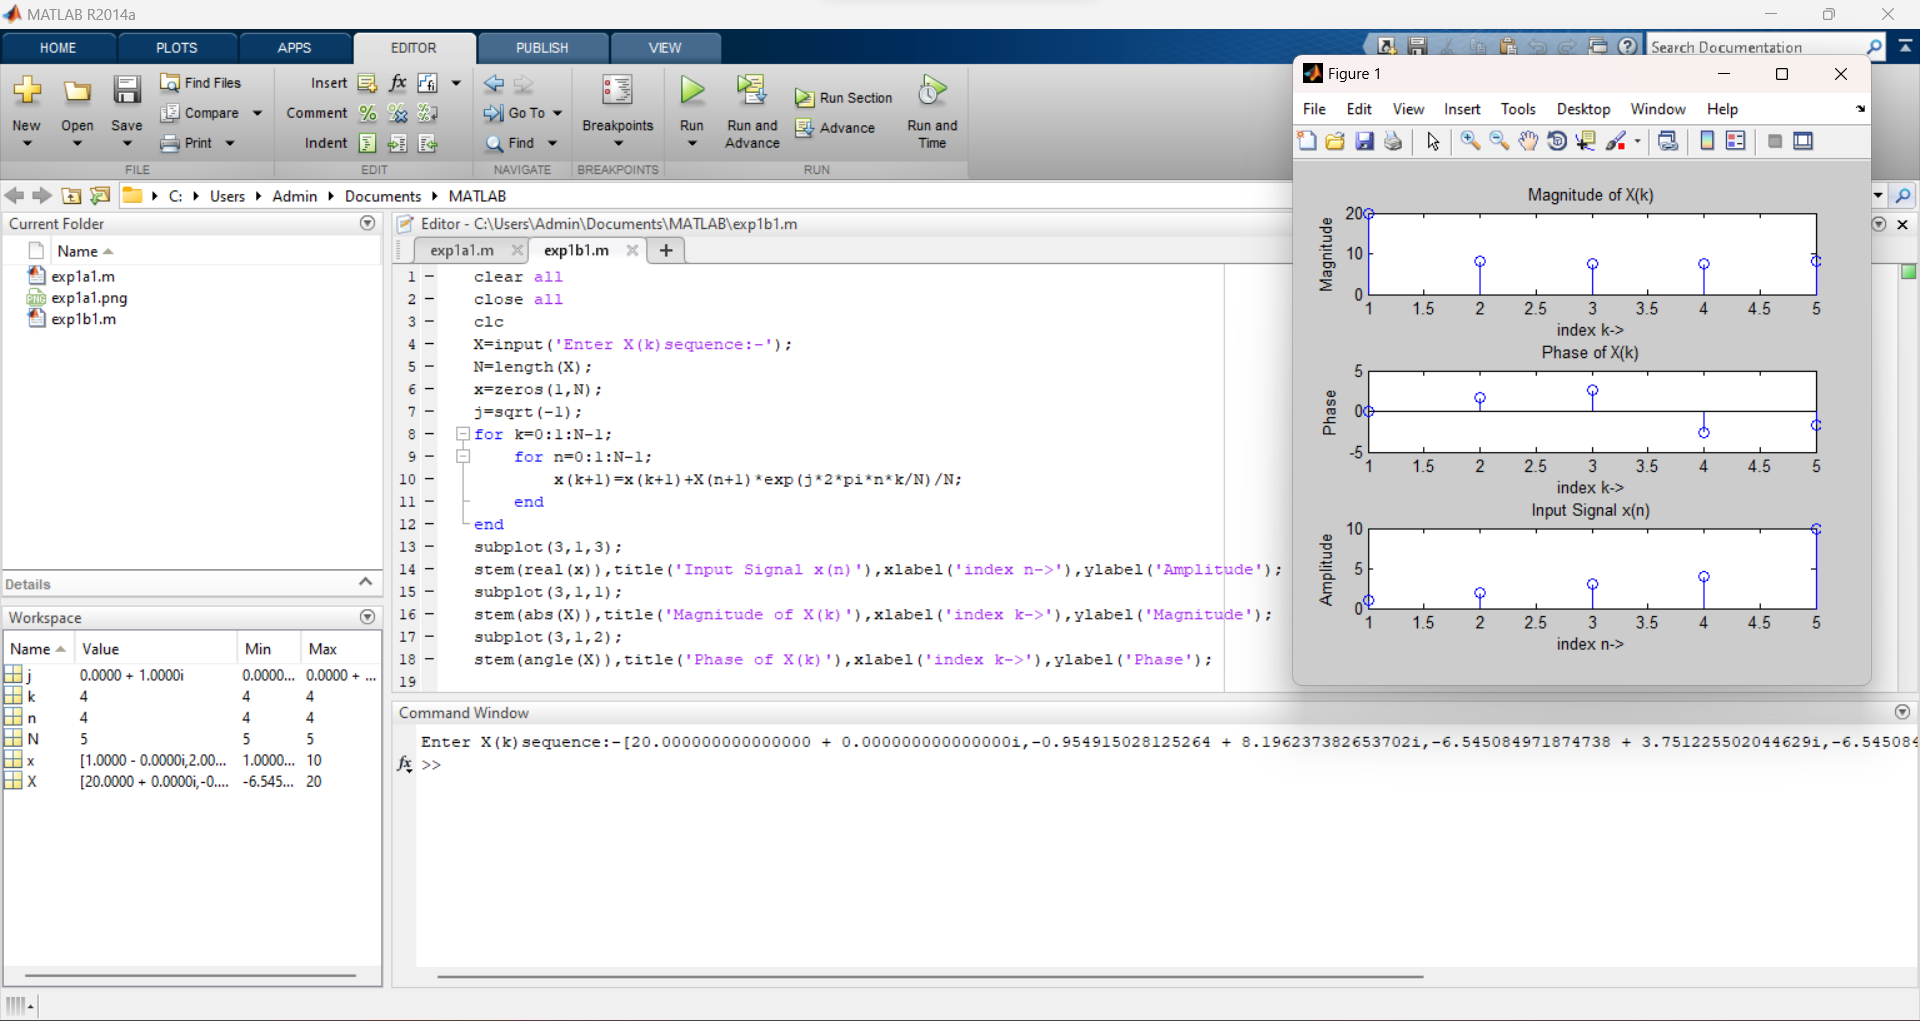 MATLAB R2014a
HOME
PLOTS
APPS
EDITOR
PUBLISH
VIEW
Search Documentation
New
Open
Save
Find Files
Compare
Print
FILE
Insert
fx
Comment
Indent
EDIT
Go To
Find
NAVIGATE
Breakpoints
BREAKPOINTS
Run
Run and
Advance
Run Section
Advance
Run and
Time
RUN
C:
Users
Admin
Documents
MATLAB
Current Folder
Name
exp1a1.m
exp1a1.png
exp1b1.m
Details
Workspace
Name Value Min Max
j 0.0000 + 1.0000i 0.0000... 0.0000 + ...
k 4 4 4
n 4 4 4
N 5 5 5
x [1.0000 - 0.0000i,2.00... 1.0000... 10
X [20.0000 + 0.0000i,-0.... -6.545... 20
Editor - C:\Users\Admin\Documents\MATLAB\exp1b1.m
exp1a1.m
exp1b1.m
1 clear all
2 close all
3 clc
4 X=input('Enter X(k)sequence:-');
5 N=length(X);
6 x=zeros(1,N);
7 j=sqrt(-1);
8 for k=0:1:N-1;
9 for n=0:1:N-1;
10 x(k+1)=x(k+1)+X(n+1)*exp(j*2*pi*n*k/N)/N;
11 end
12 end
13 subplot(3,1,3);
14 stem(real(x)),title('Input Signal x(n)'),xlabel('index n->'),ylabel('Amplitude');
15 subplot(3,1,1);
16 stem(abs(X)),title('Magnitude of X(k)'),xlabel('index k->'),ylabel('Magnitude');
17 subplot(3,1,2);
18 stem(angle(X)),title('Phase of X(k)'),xlabel('index k->'),ylabel('Phase');
19
Command Window
Enter X(k)sequence:-[20.000000000000000 + 0.000000000000000i,-0.954915028125264 + 8.196237382653702i,-6.545084971874738 + 3.751225502044629i,-6.545084
fx >>
Figure 1
File Edit View Insert Tools Desktop Window Help
Magnitude of X(k)
Magnitude
20
10
0
1 1.5 2 2.5 3 3.5 4 4.5 5
index k->
Phase of X(k)
Phase
5
0
-5
1 1.5 2 2.5 3 3.5 4 4.5 5
index k->
Input Signal x(n)
Amplitude
10
5
0
1 1.5 2 2.5 3 3.5 4 4.5 5
index n->